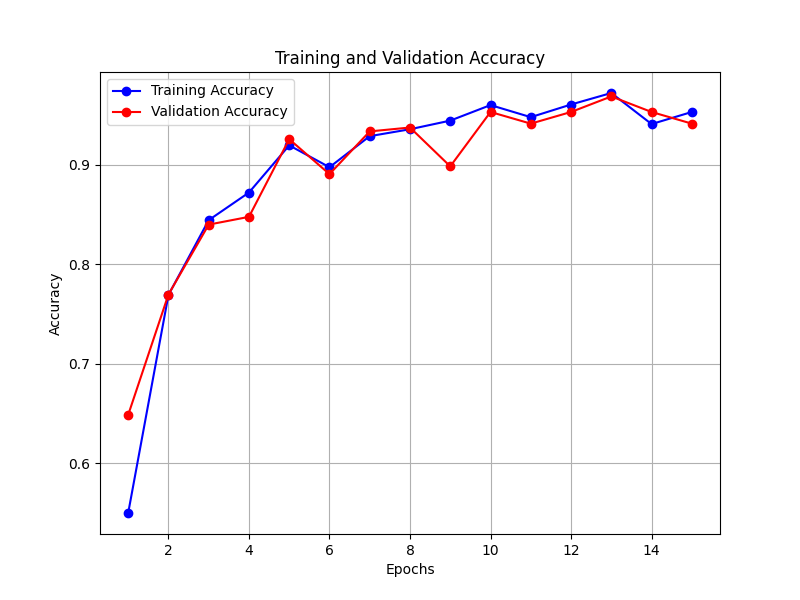 Training and Validation Accuracy
Training Accuracy
Validation Accuracy
0.9
0.8
0.7
0.6
Accuracy
2 4 6 8 10 12 14
Epochs